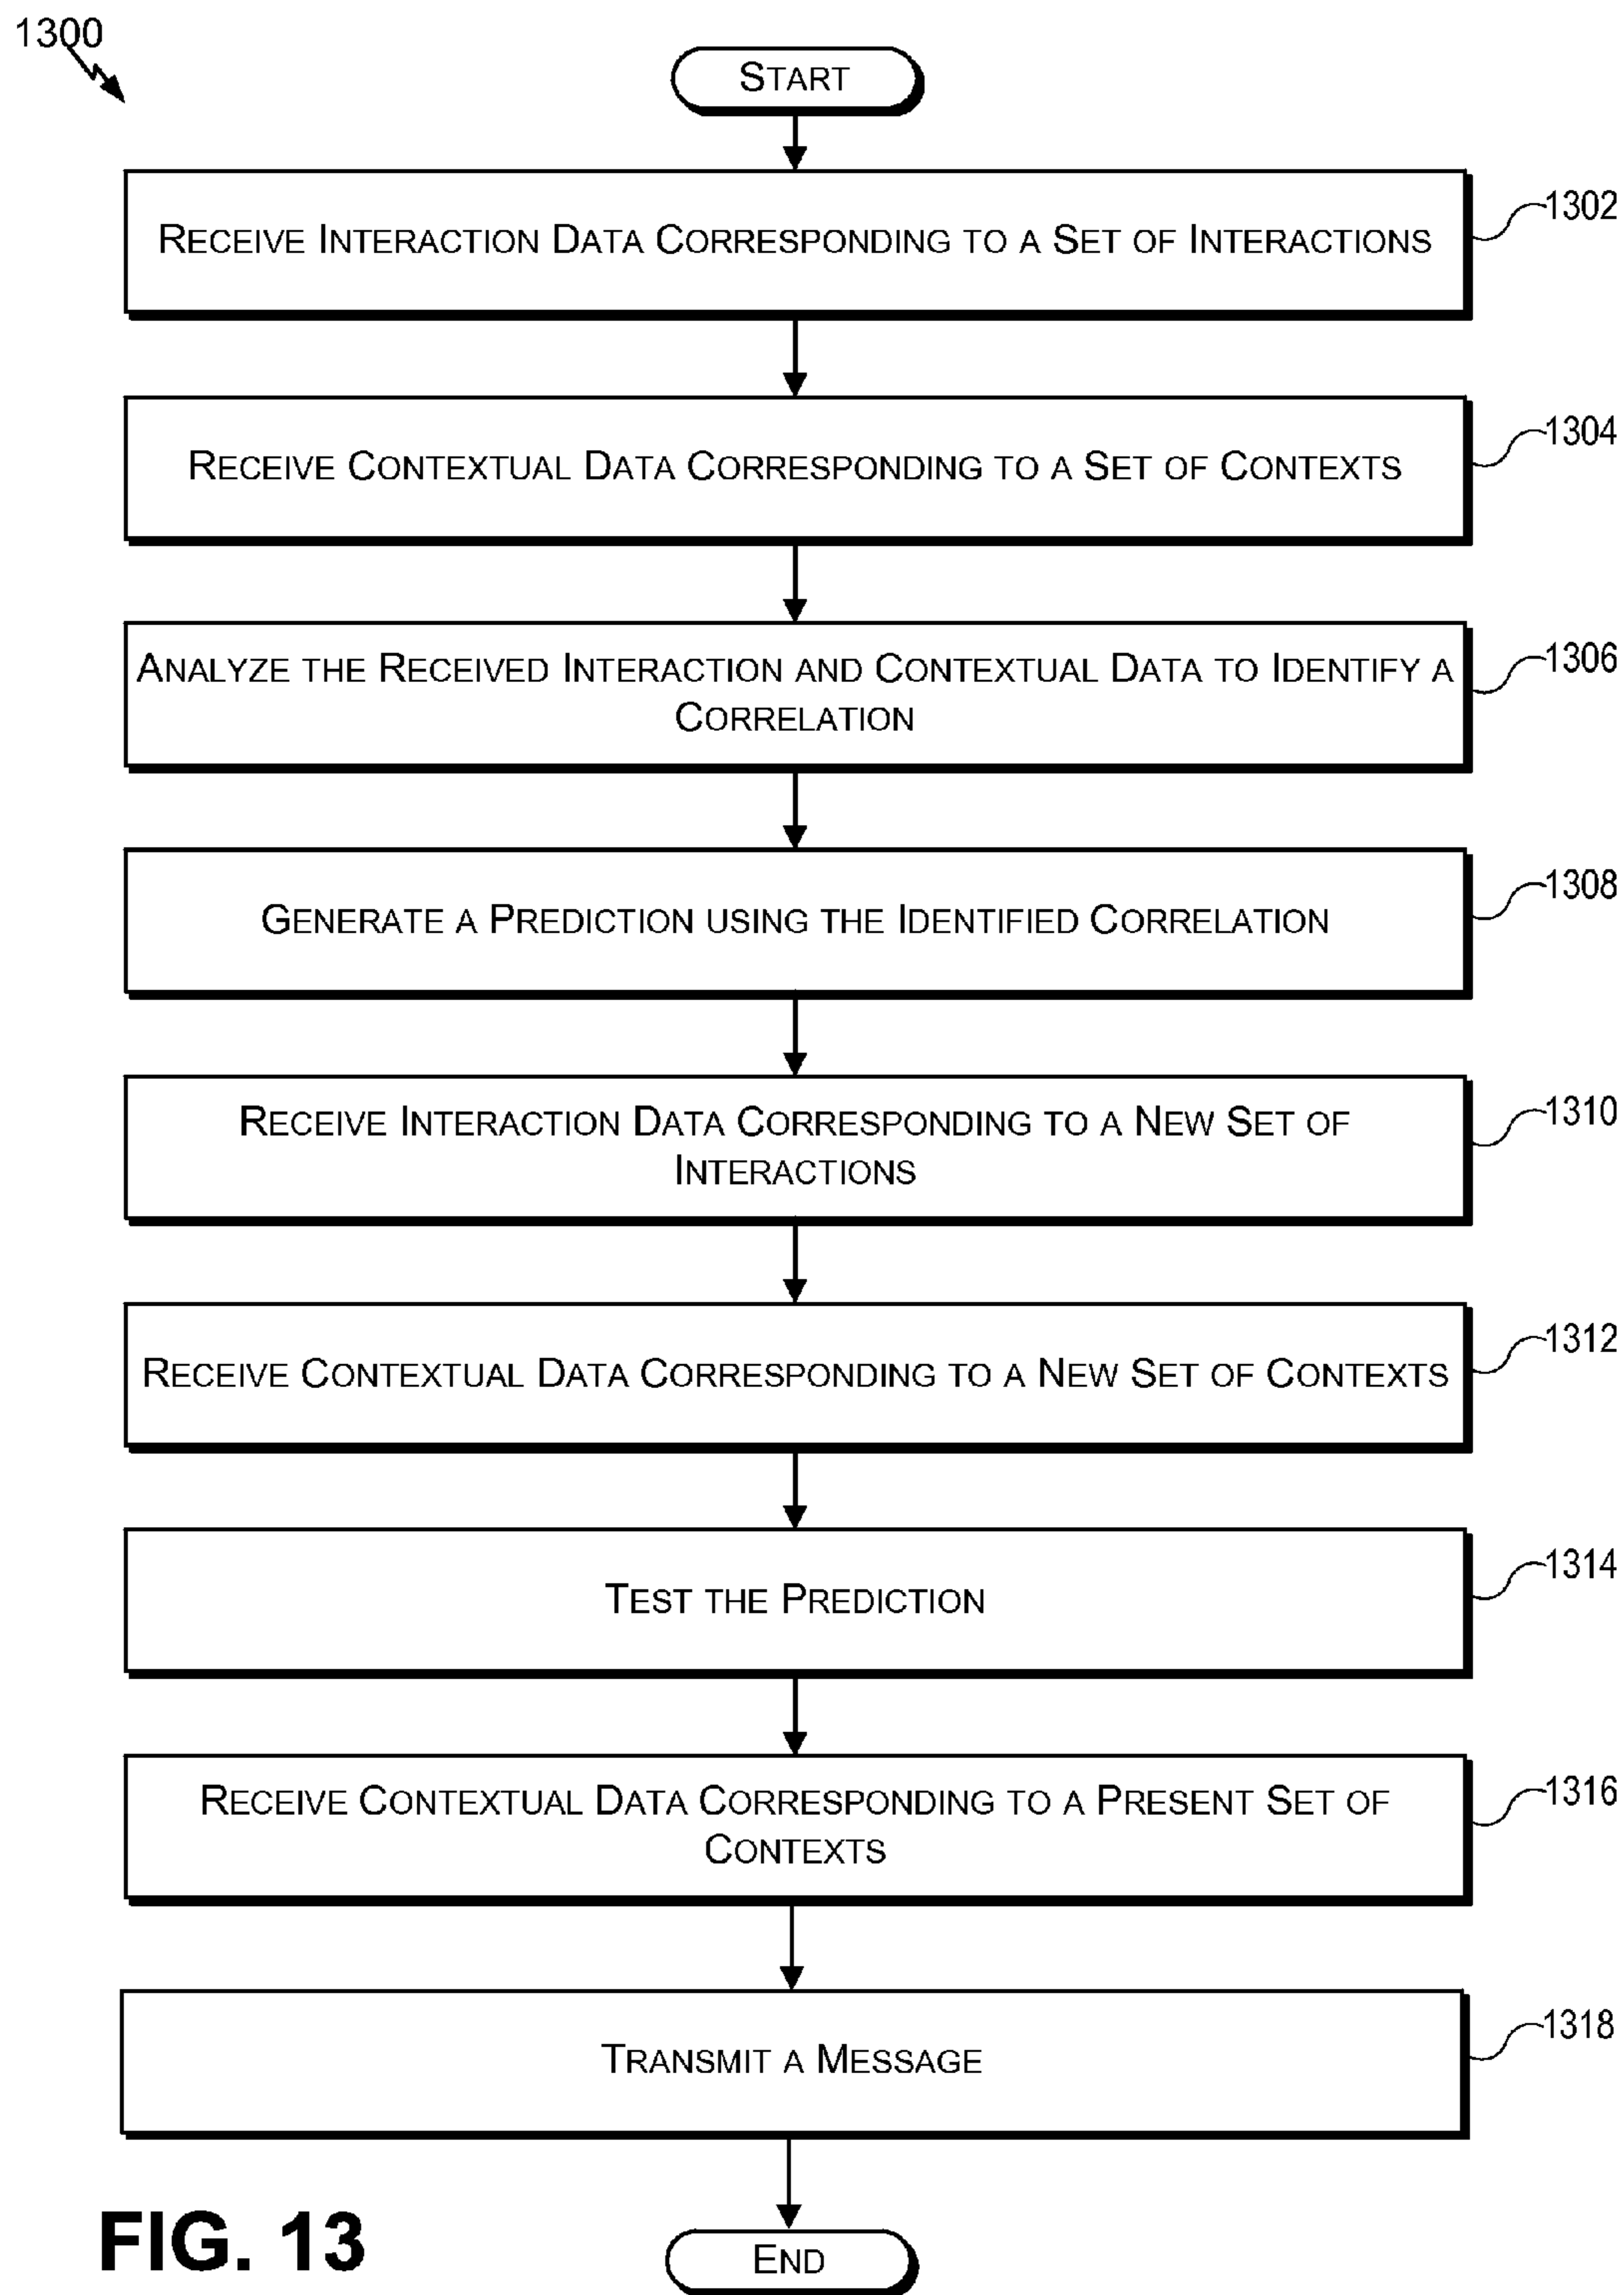 1300
START
RECEIVE INTERACTION DATA CORRESPONDING TO A SET OF INTERACTIONS
1302
RECEIVE CONTEXTUAL DATA CORRESPONDING TO A SET OF CONTEXTS
1304
ANALYZE THE RECEIVED INTERACTION AND CONTEXTUAL DATA TO IDENTIFY A
CORRELATION
1306
GENERATE A PREDICTION USING THE IDENTIFIED CORRELATION
1308
RECEIVE INTERACTION DATA CORRESPONDING TO A NEW SET OF
INTERACTIONS
1310
RECEIVE CONTEXTUAL DATA CORRESPONDING TO A NEW SET OF CONTEXTS
1312
TEST THE PREDICTION
1314
RECEIVE CONTEXTUAL DATA CORRESPONDING TO A PRESENT SET OF
CONTEXTS
1316
TRANSMIT A MESSAGE
1318
END
FIG. 13